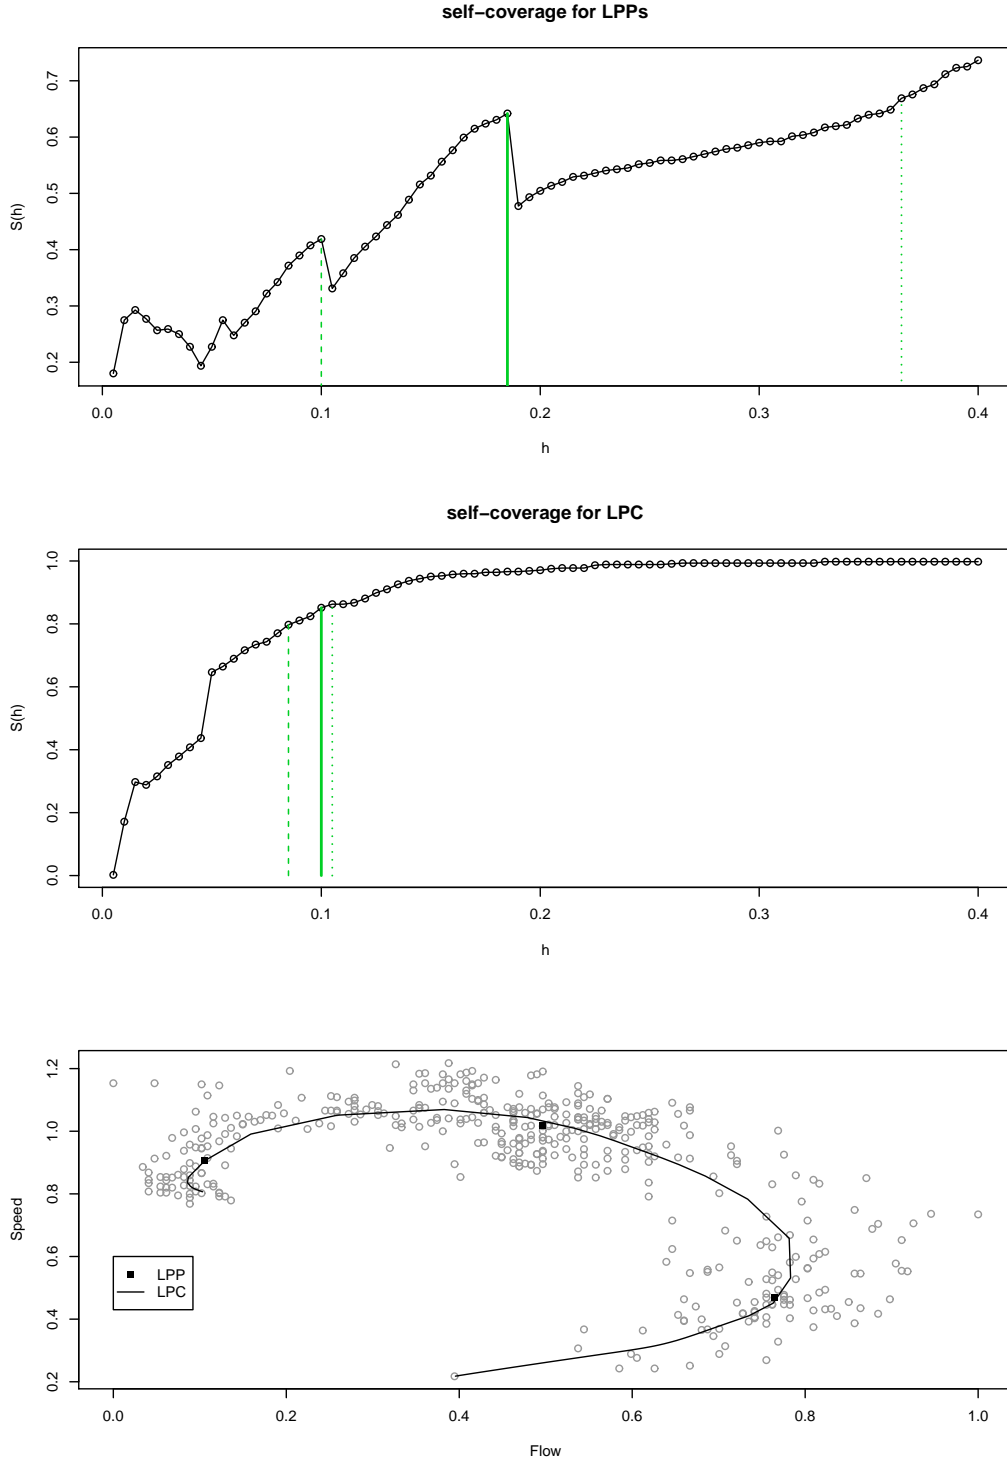 self−coverage for LPPs
0.7
0.6
0.5
0.4
0.3
0.2
S(h)
0.0 0.1 0.2 0.3 0.4
h
self−coverage for LPC
1.0
0.8
0.6
0.4
0.2
0.0
S(h)
0.0 0.1 0.2 0.3 0.4
h
1.2
1.0
0.8
0.6
0.4
0.2
Speed
LPP
LPC
0.0 0.2 0.4 0.6 0.8 1.0
Flow